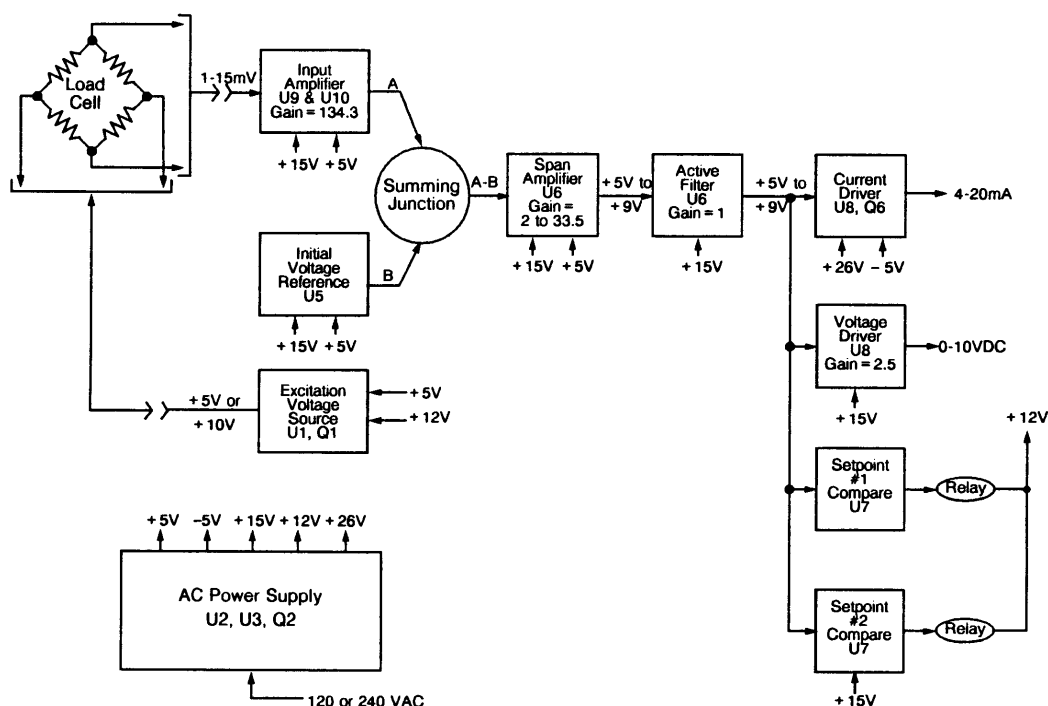 Load
Cell
1-15mV
Input
Amplifier
U9 & U10
Gain = 134.3
+ 15V
+ 5V
A
Summing
Junction
B
Initial
Voltage
Reference
U5
+ 15V
+ 5V
A-B
Span
Amplifier
U6
Gain =
2 to 33.5
+ 15V
+ 5V
+ 5V to
+ 9V
Active
Filter
U6
Gain = 1
+ 15V
+ 5V to
+ 9V
Current
Driver
U8, Q6
+ 26V
– 5V
4-20mA
Voltage
Driver
U8
Gain = 2.5
+ 15V
0-10VDC
+ 5V or
+ 10V
Excitation
Voltage
Source
U1, Q1
+ 5V
+ 12V
Setpoint
#1
Compare
U7
Relay
+ 12V
Setpoint
#2
Compare
U7
Relay
+ 15V
+ 5V
–5V
+ 15V
+ 12V
+ 26V
AC Power Supply
U2, U3, Q2
120 or 240 VAC